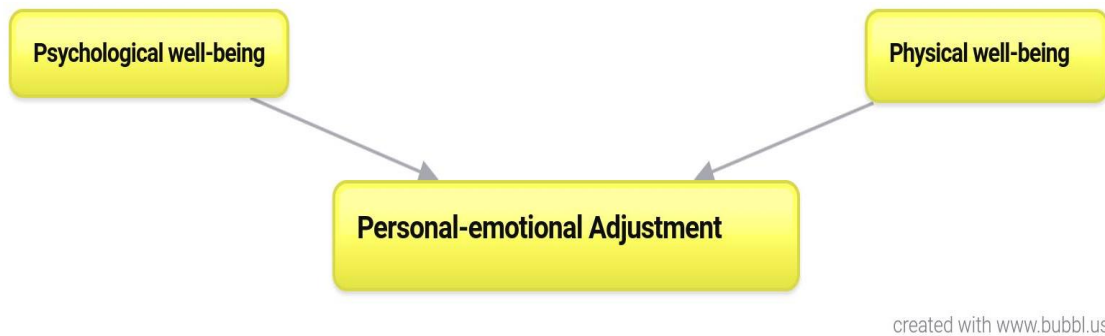 Psychological well-being
Physical well-being
Personal-emotional Adjustment
created with www.bubbl.us